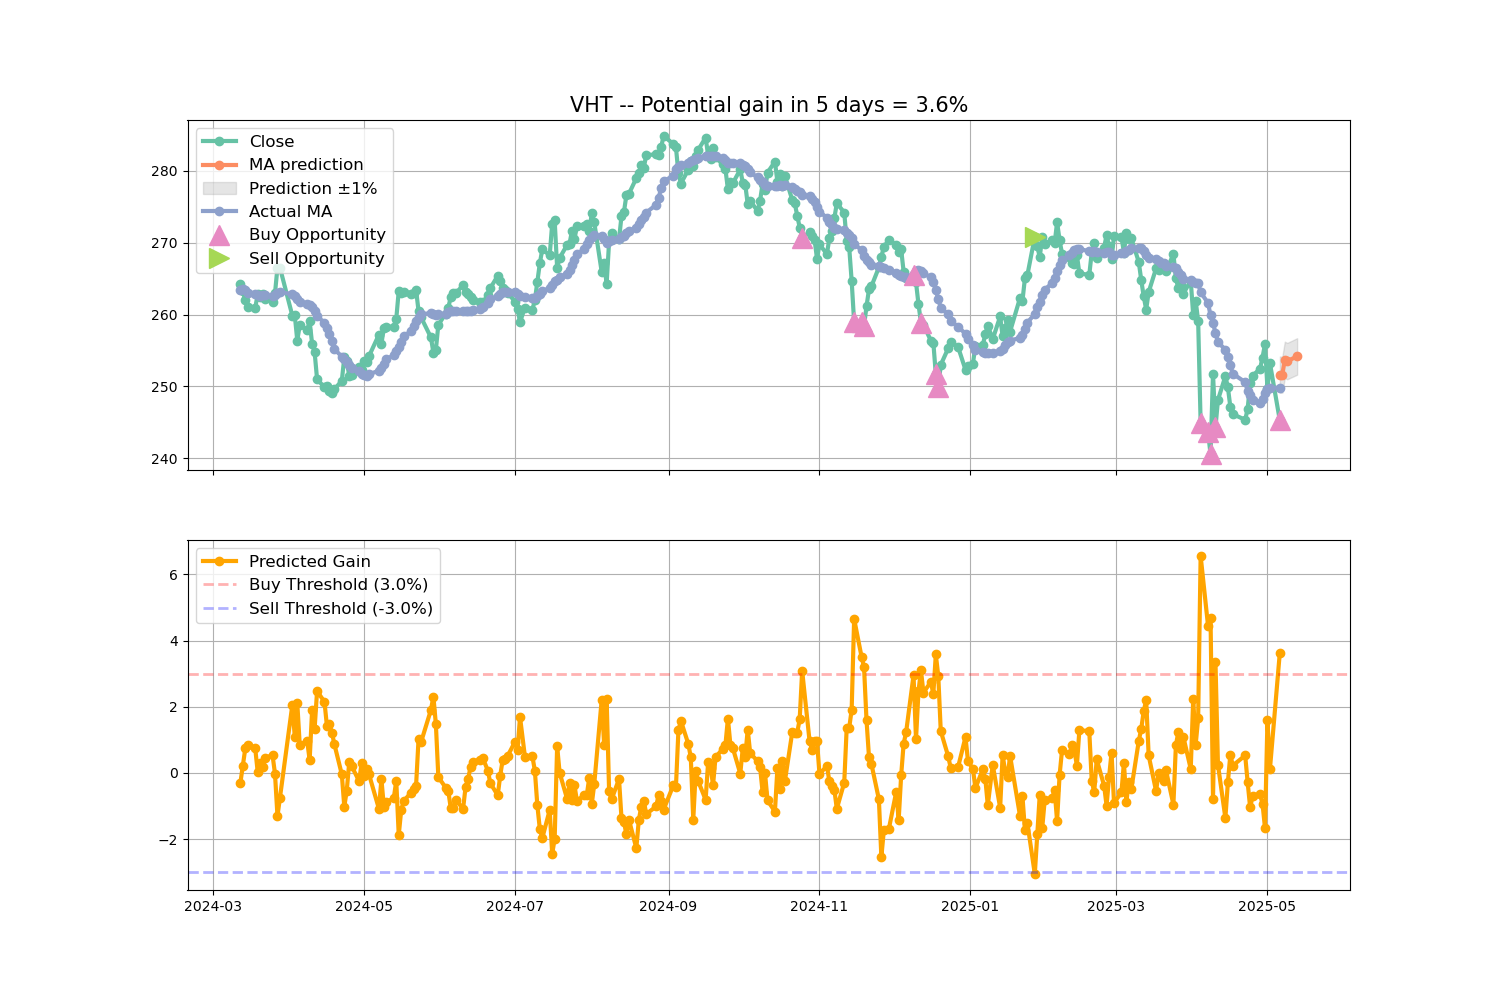 VHT -- Potential gain in 5 days = 3.6%
Close
MA prediction
Prediction ±1%
Actual MA
Buy Opportunity
Sell Opportunity
280
270
260
250
240
Predicted Gain
Buy Threshold (3.0%)
Sell Threshold (-3.0%)
6
4
2
0
−2
2024-03 2024-05 2024-07 2024-09 2024-11 2025-01 2025-03 2025-05